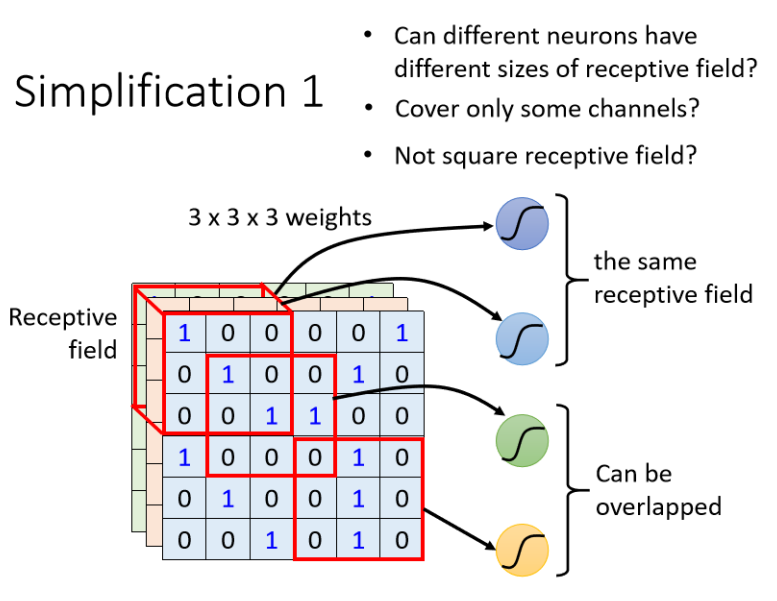 Simplification 1
• Can different neurons have
different sizes of receptive field?
• Cover only some channels?
• Not square receptive field?
3 x 3 x 3 weights
Receptive
field
the same
receptive field
1 0 0 0 0 1
0 1 0 0 1 0
0 0 1 1 0 0
1 0 0 0 1 0
0 1 0 0 1 0
0 0 1 0 1 0
Can be
overlapped